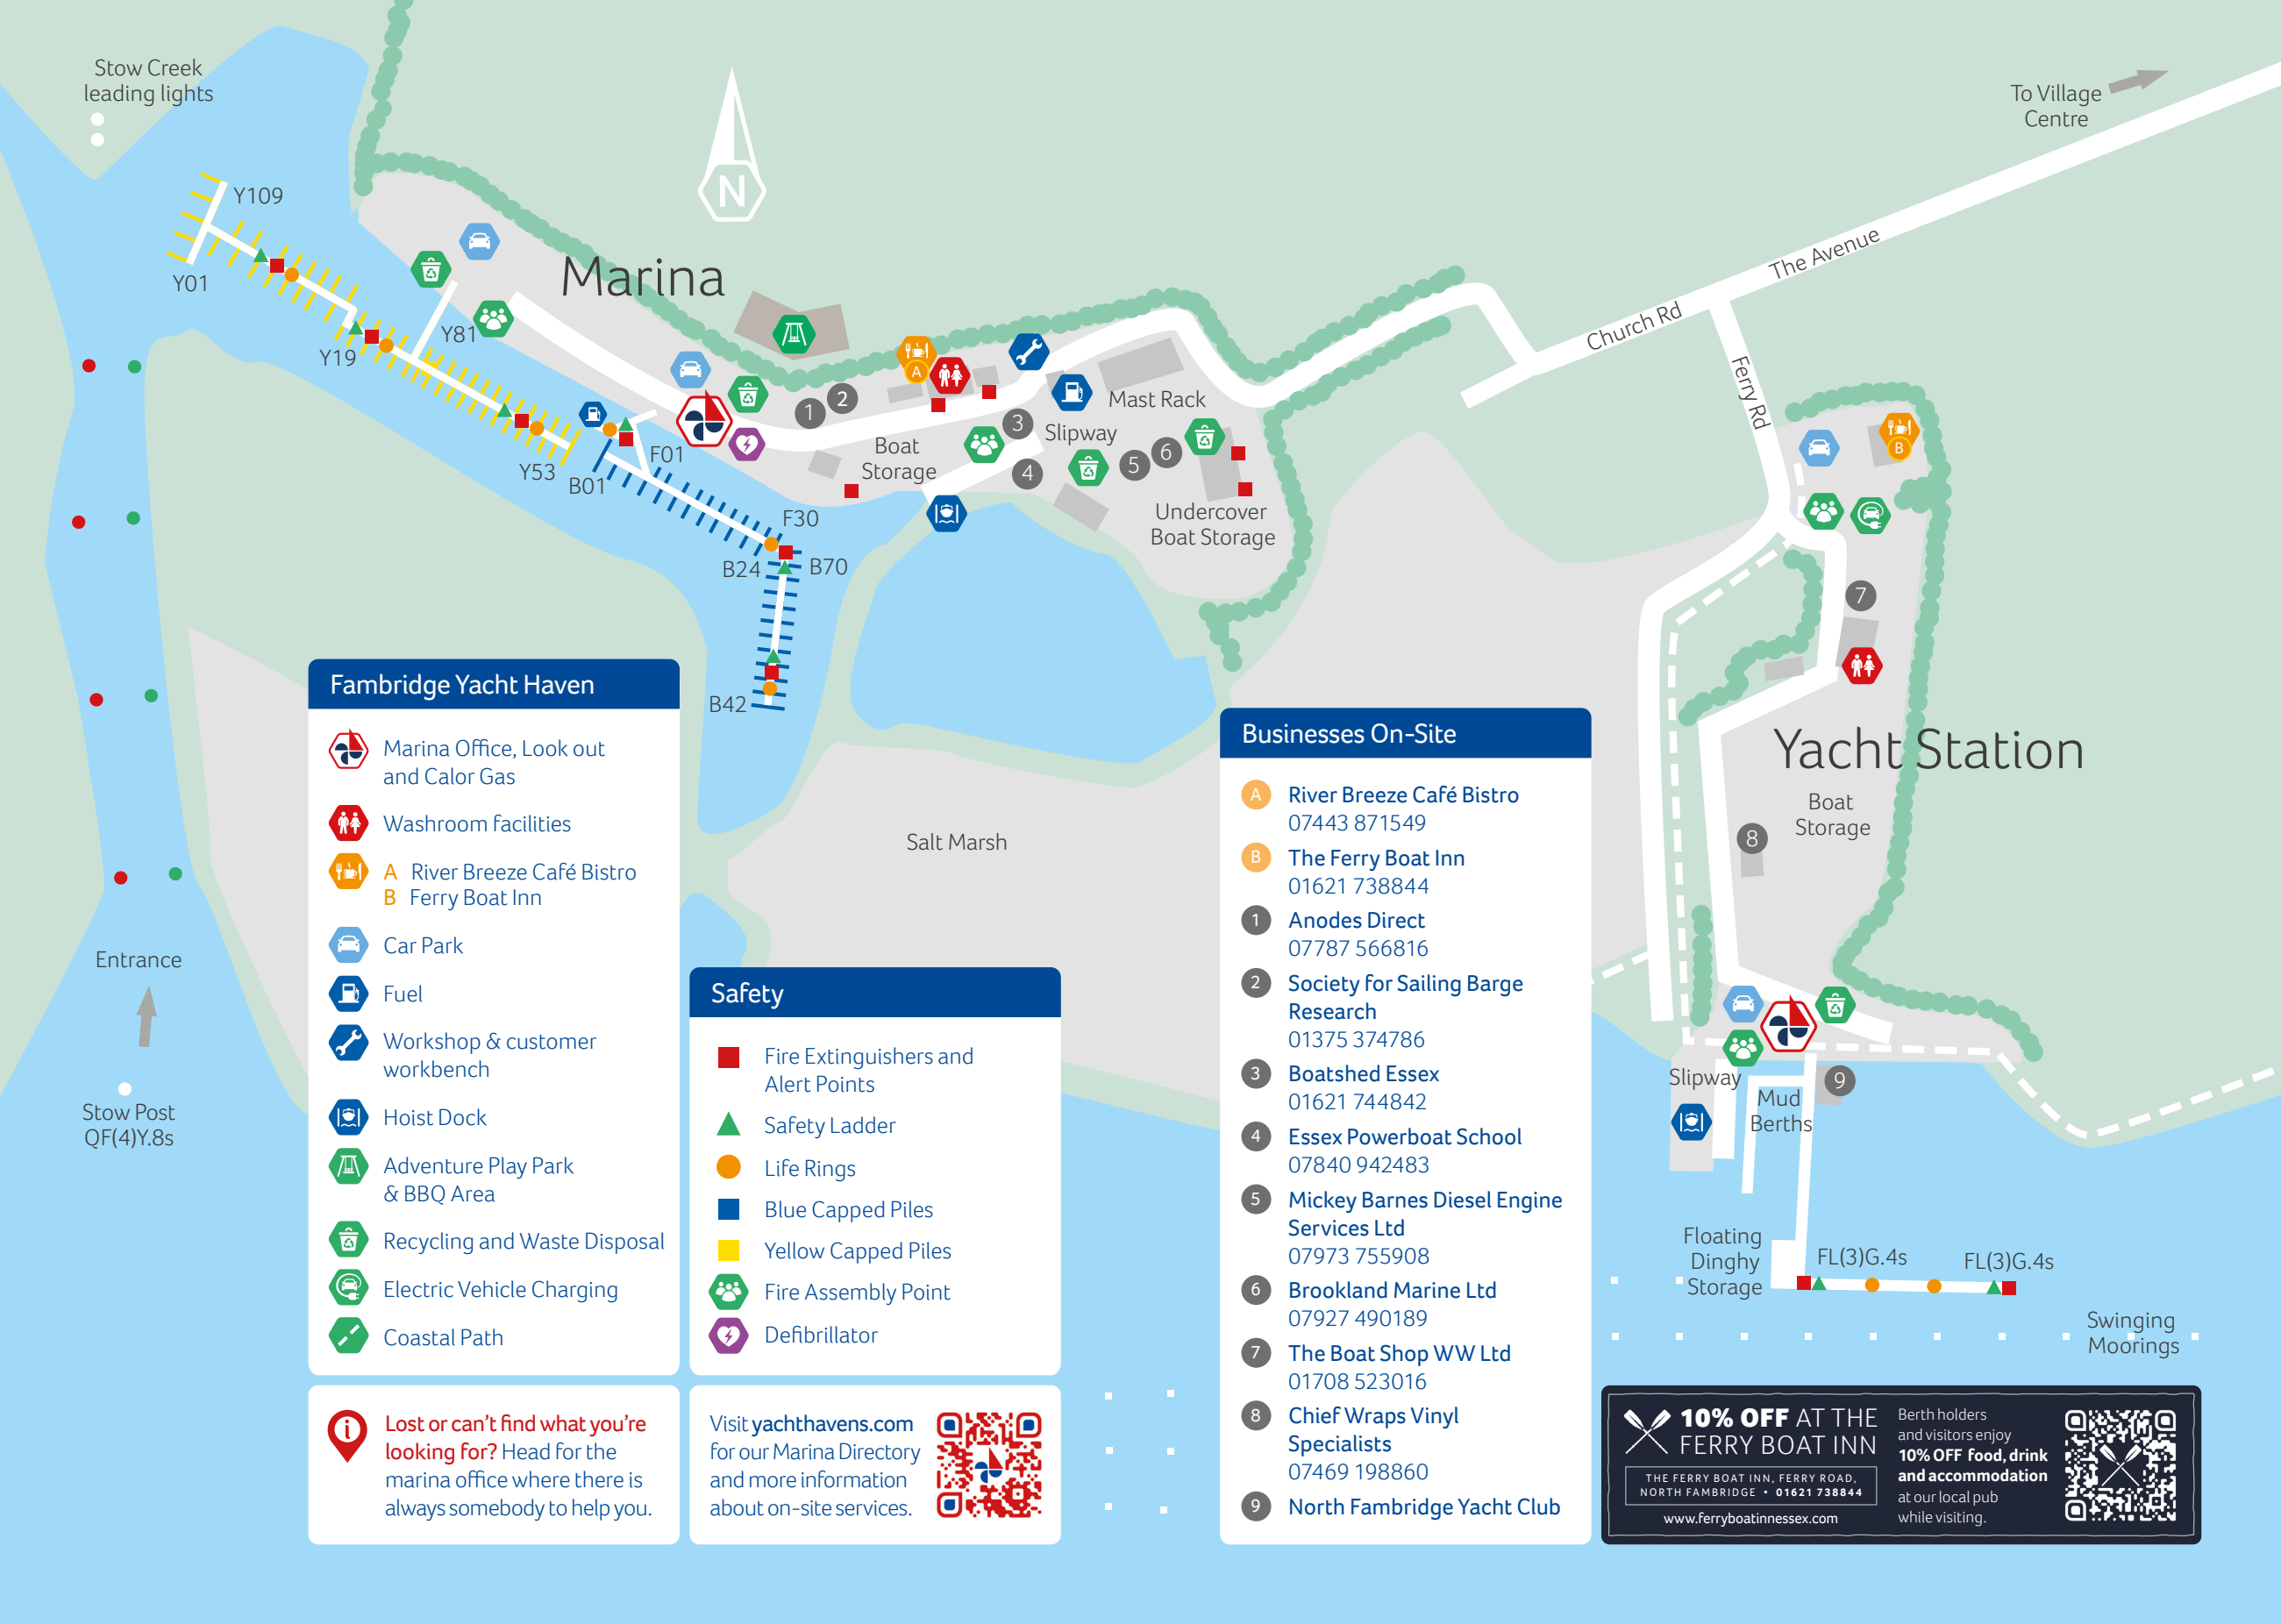 Stow Creek
leading lights
To Village
Centre
N
Y109
Y01
Marina
The Avenue
Church Rd
Ferry Rd
Y81
Y19
A
1
2
Mast Rack
3
Slipway
Boat
Storage
4
5
6
B
F01
Y53
B01
F30
B24
B70
Undercover
Boat Storage
7
B42
Yacht Station
Boat
Storage
8
Salt Marsh
Entrance
Stow Post
QF(4)Y.8s
Slipway
Mud
Berths
9
Floating
Dinghy
Storage
FL(3)G.4s
FL(3)G.4s
Swinging
Moorings
Fambridge Yacht Haven
Marina Office, Look out
and Calor Gas
Washroom facilities
A River Breeze Café Bistro
B Ferry Boat Inn
Car Park
Fuel
Workshop & customer
workbench
Hoist Dock
Adventure Play Park
& BBQ Area
Recycling and Waste Disposal
Electric Vehicle Charging
Coastal Path
Safety
Fire Extinguishers and
Alert Points
Safety Ladder
Life Rings
Blue Capped Piles
Yellow Capped Piles
Fire Assembly Point
Defibrillator
Businesses On-Site
A River Breeze Café Bistro
07443 871549
B The Ferry Boat Inn
01621 738844
1 Anodes Direct
07787 566816
2 Society for Sailing Barge
Research
01375 374786
3 Boatshed Essex
01621 744842
4 Essex Powerboat School
07840 942483
5 Mickey Barnes Diesel Engine
Services Ltd
07973 755908
6 Brookland Marine Ltd
07927 490189
7 The Boat Shop WW Ltd
01708 523016
8 Chief Wraps Vinyl
Specialists
07469 198860
9 North Fambridge Yacht Club
i
Lost or can't find what you're
looking for? Head for the
marina office where there is
always somebody to help you.
Visit yachthavens.com
for our Marina Directory
and more information
about on-site services.
10% OFF AT THE
FERRY BOAT INN
THE FERRY BOAT INN, FERRY ROAD,
NORTH FAMBRIDGE • 01621 738844
www.ferryboatinnessex.com
Berth holders
and visitors enjoy
10% OFF food, drink
and accommodation
at our local pub
while visiting.